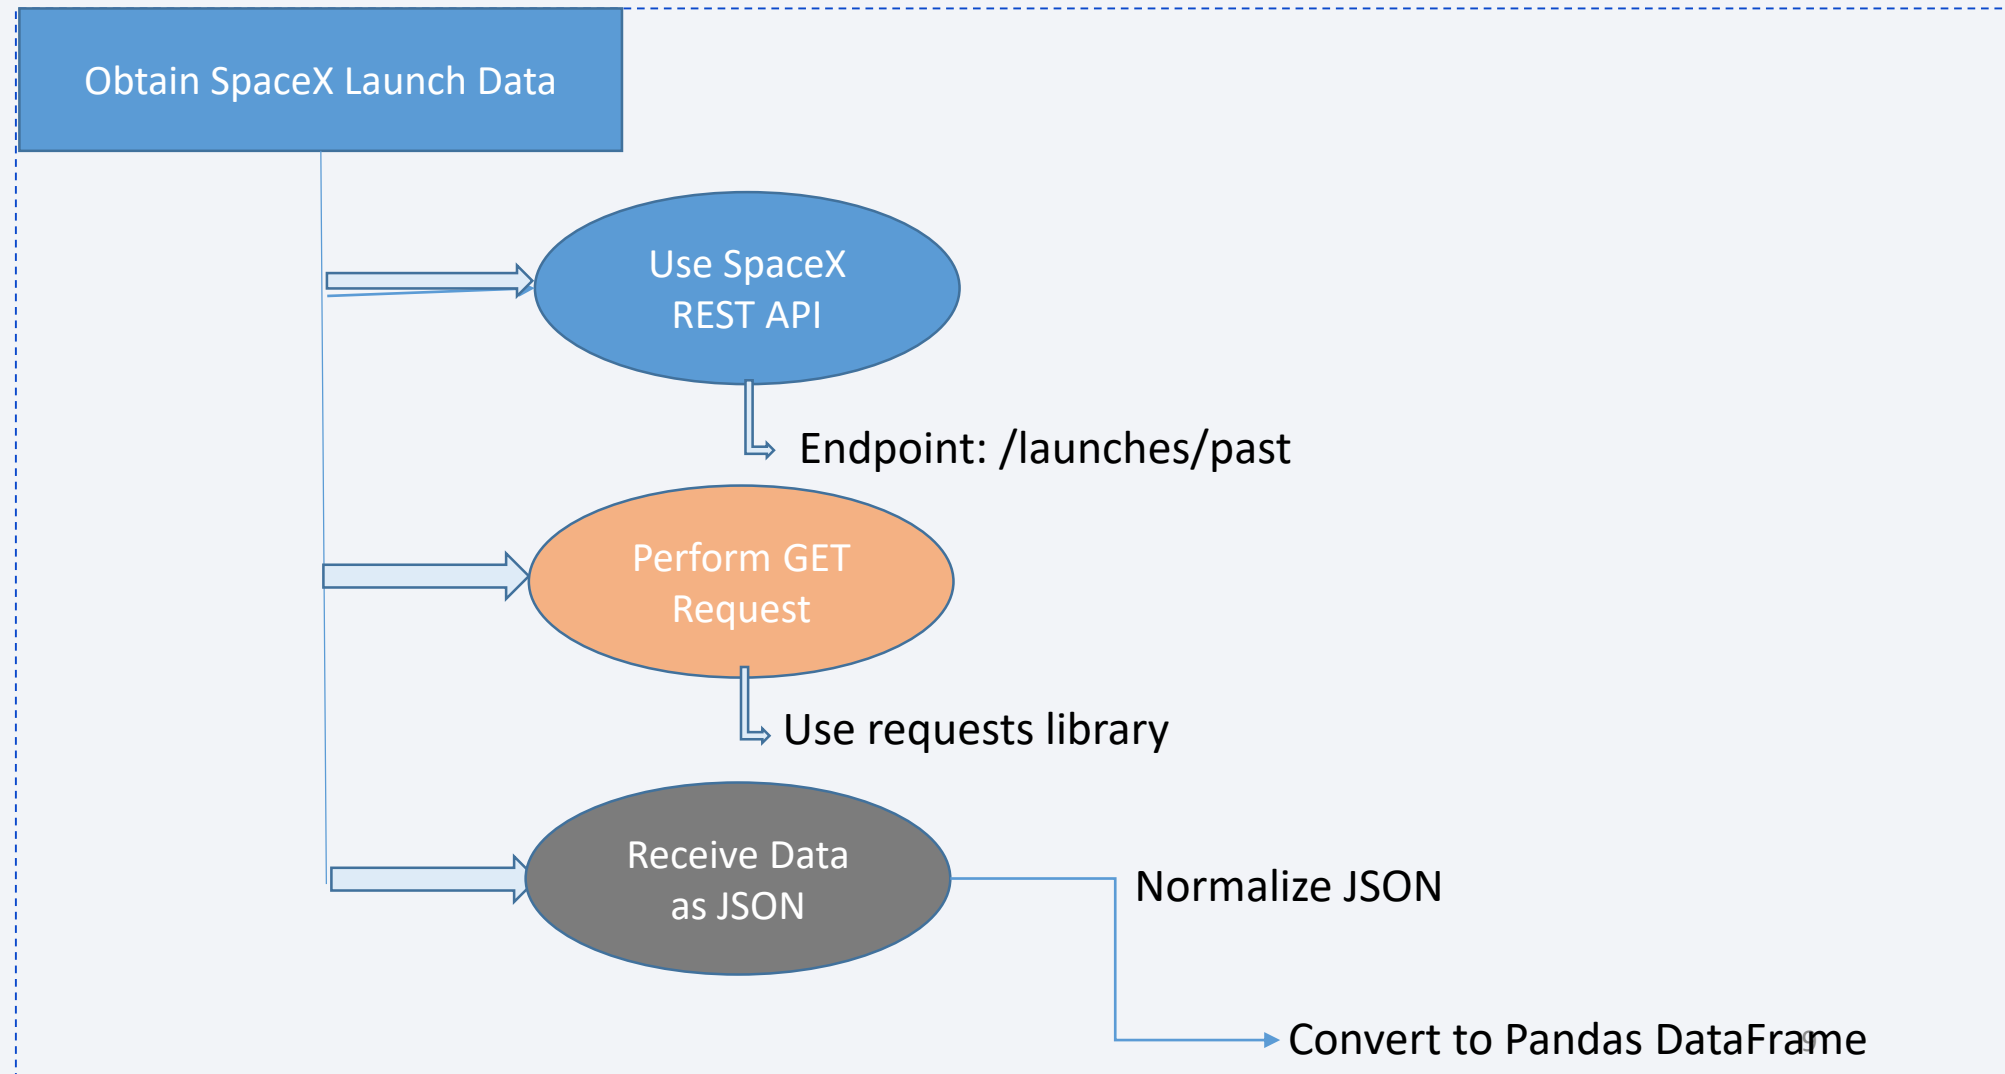 Obtain SpaceX Launch Data
Use SpaceX
REST API
Endpoint: /launches/past
Perform GET
Request
Use requests library
Receive Data
as JSON
Normalize JSON
Convert to Pandas DataFrame
9